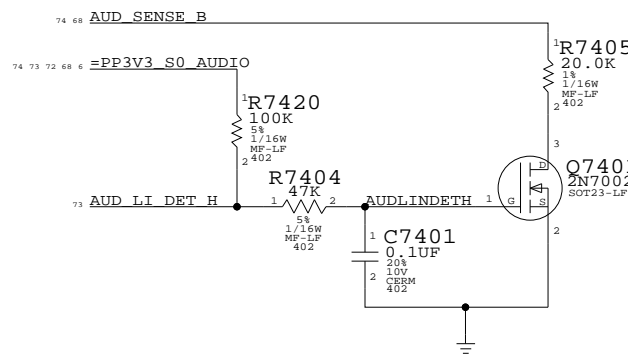 74 68 AUD_SENSE_B
74 73 72 68 6 =PP3V3_S0_AUDIO
1
R7405
20.0K
1%
1/16W
MF-LF
402
2
1
R7420
100K
5%
1/16W
MF-LF
402
2
73 AUD_LI_DET_H
R7404
47K
1 2
5%
1/16W
MF-LF
402
AUDLINDETH
1
3
D
G
S
2
2N7002
SOT23-LF
1
C7401
0.1UF
20%
10V
CERM
402
2